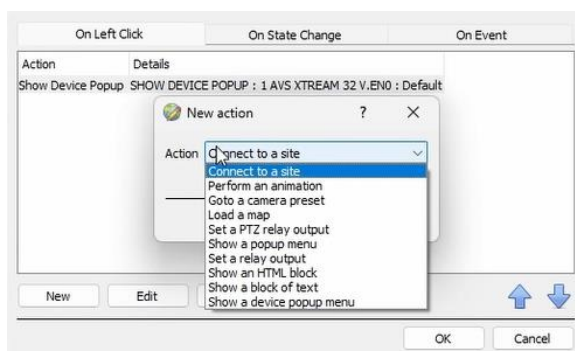 On Left Click On State Change On Event
Action Details
Show Device Popup SHOW DEVICE POPUP : 1 AVS XTREAM 32 V.EN0 : Default
New action ? ×
Action Connect to a site
Connect to a site
Perform an animation
Goto a camera preset
Load a map
Set a PTZ relay output
Show a popup menu
Set a relay output
Show an HTML block
Show a block of text
Show a device popup menu
New Edit
OK Cancel